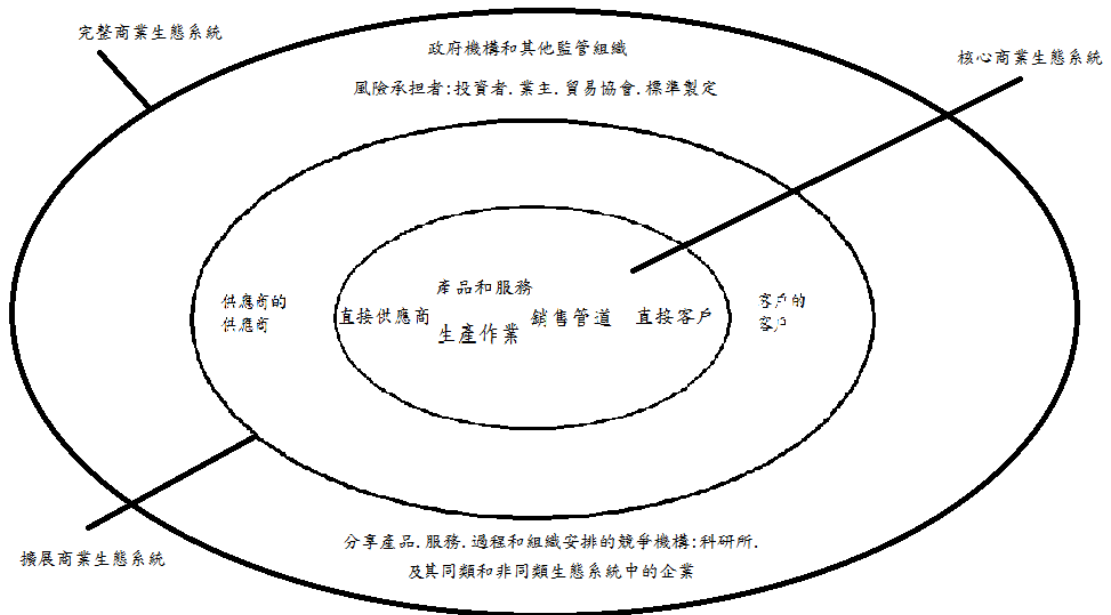 完整商業生態系統
政府機構和其他監管組織
核心商業生態系統
風險承担者:投資者.業主.貿易協會.標準製定
產品和服務
供應商的
供應商
直接供應商
生產作業
銷售管道
直接客戶
客戶的
客戶
分享產品.服務.過程和組織安排的競爭機構:科研所.
及其同類和非同類生態系統中的企業
擴展商業生態系統